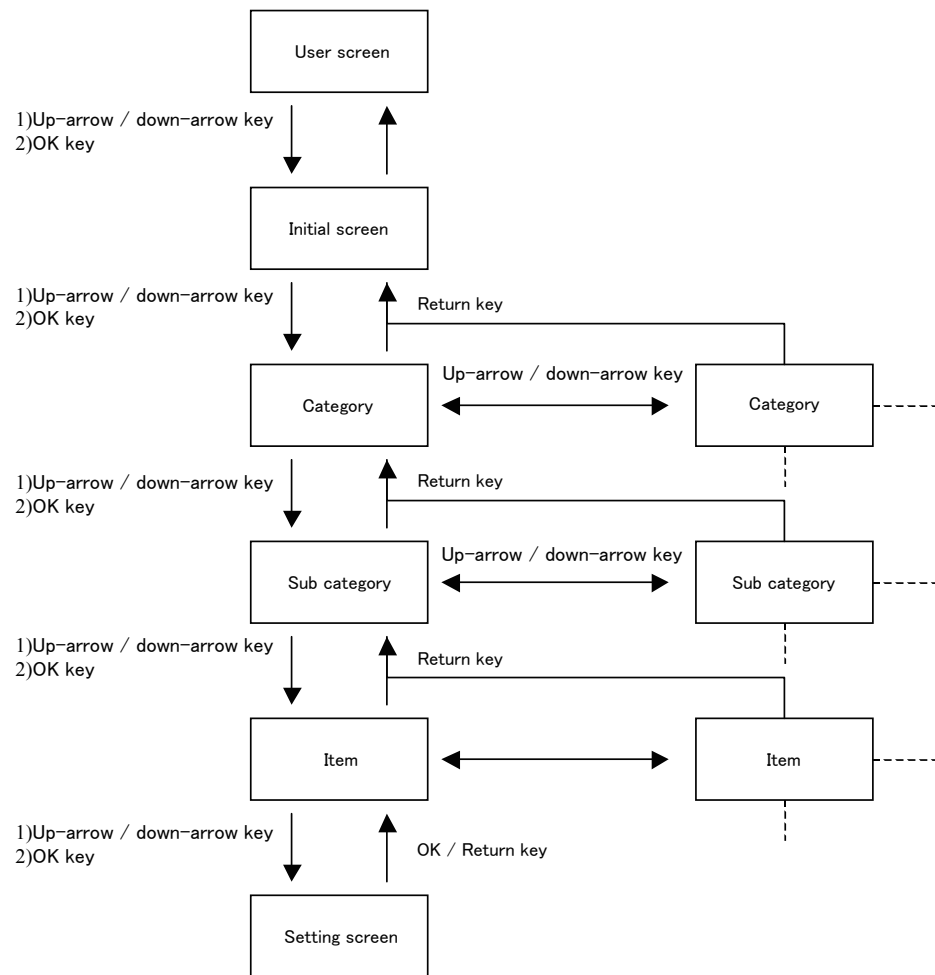 User screen
1)Up-arrow / down-arrow key
2)OK key
Initial screen
1)Up-arrow / down-arrow key
2)OK key
Return key
Category
Up-arrow / down-arrow key
Category
1)Up-arrow / down-arrow key
2)OK key
Return key
Sub category
Up-arrow / down-arrow key
Sub category
1)Up-arrow / down-arrow key
2)OK key
Return key
Item
Item
1)Up-arrow / down-arrow key
2)OK key
OK / Return key
Setting screen